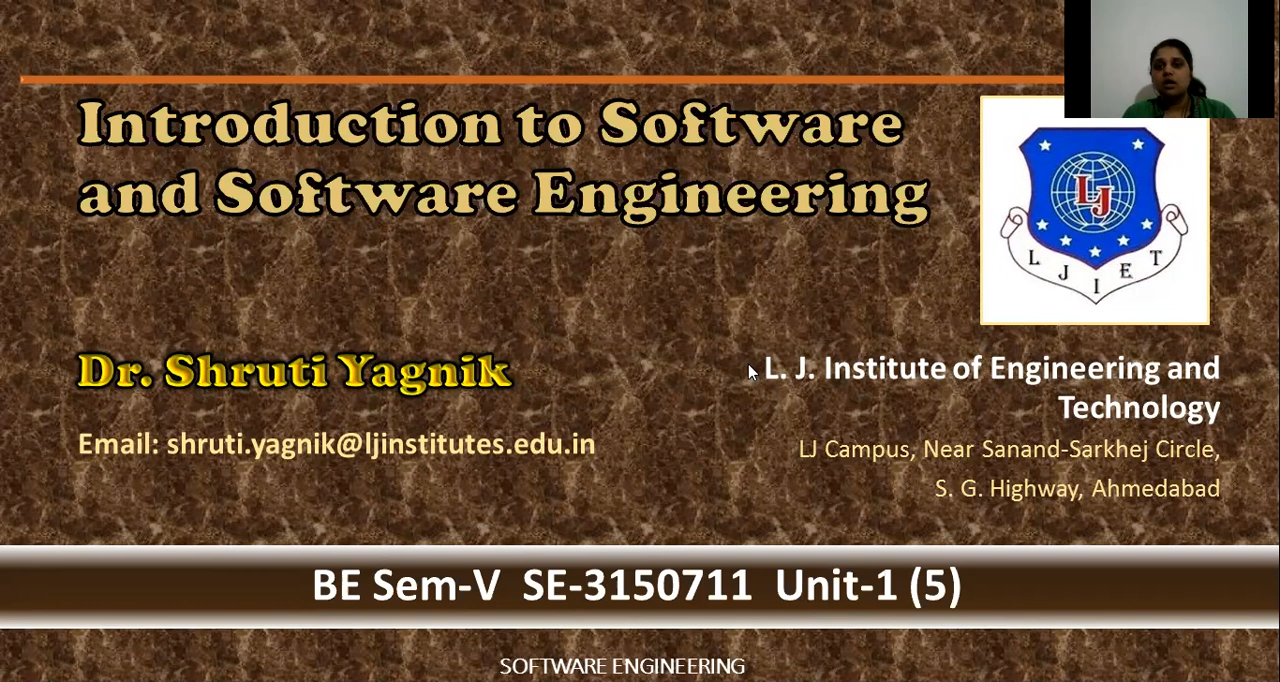 Introduction to Software
and Software Engineering
LJ
L J I E T
Dr. Shruti Yagnik
Email: shruti.yagnik@ljinstitutes.edu.in
L. J. Institute of Engineering and
Technology
LJ Campus, Near Sanand-Sarkhej Circle,
S. G. Highway, Ahmedabad
BE Sem-V SE-3150711 Unit-1 (5)
SOFTWARE ENGINEERING